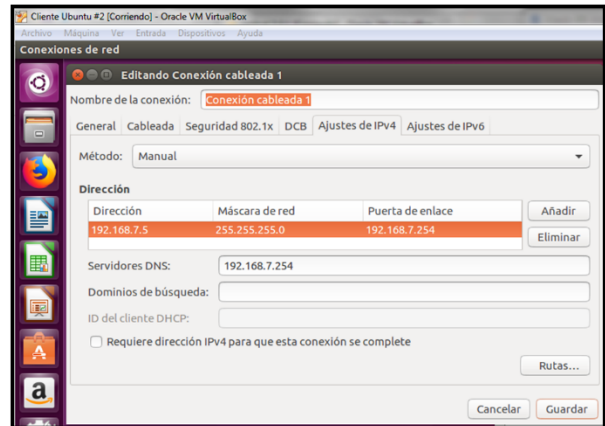 Cliente Ubuntu #2 [Corriendo] - Oracle VM VirtualBox
Archivo Máquina Ver Entrada Dispositivos Ayuda
Conexiones de red
Editando Conexión cableada 1
Nombre de la conexión: Conexión cableada 1
General Cableada Seguridad 802.1x DCB Ajustes de IPv4 Ajustes de IPv6
Método: Manual
Dirección
Dirección Máscara de red Puerta de enlace Añadir
192.168.7.5 255.255.255.0 192.168.7.254
Eliminar
Servidores DNS: 192.168.7.254
Dominios de búsqueda:
ID del cliente DHCP:
Requiere dirección IPv4 para que esta conexión se complete
Rutas...
Cancelar Guardar